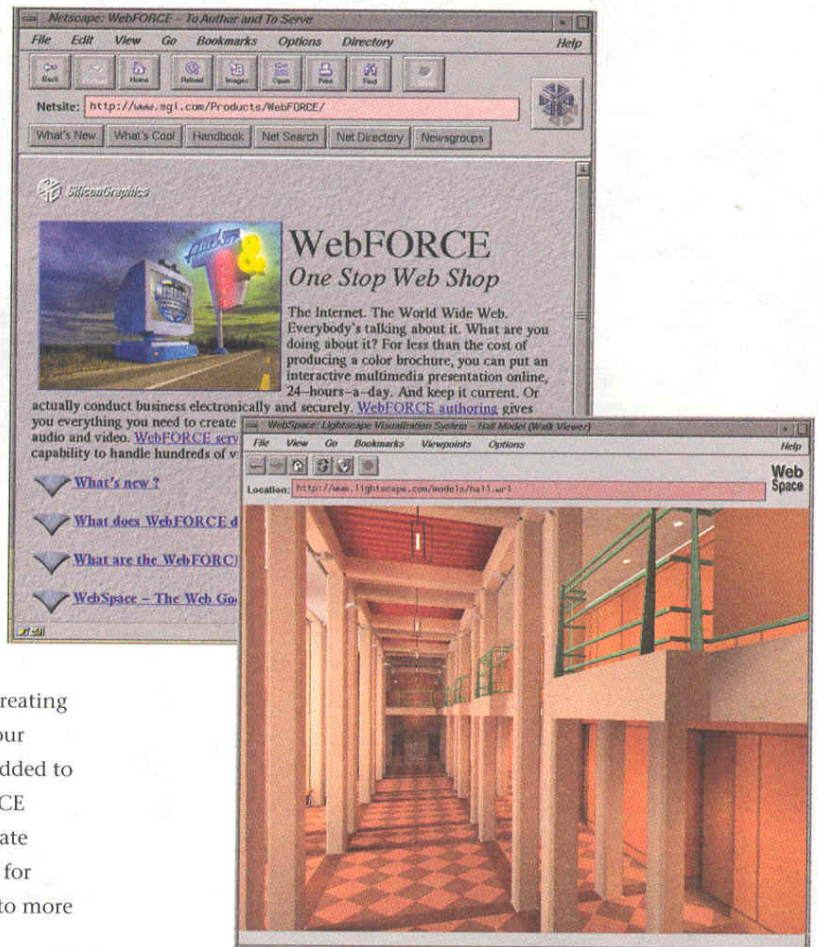 Netscape: WebFORCE – To Author and To Serve
File Edit View Go Bookmarks Options Directory Help
Back Forward Home Reload Images Open Print Find Stop
Netsite: http://www.sgi.com/Products/WebFORCE/
What's New What's Cool Handbook Net Search Net Directory Newsgroups
SiliconGraphics
Author &
WebFORCE
One Stop Web Shop
The Internet. The World Wide Web.
Everybody's talking about it. What are you
doing about it? For less than the cost of
producing a color brochure, you can put an
interactive multimedia presentation online,
24–hours–a–day. And keep it current. Or
actually conduct business electronically and securely. WebFORCE authoring gives
you everything you need to create
audio and video. WebFORCE serv
capability to handle hundreds of v
What's new ?
What does WebFORCE d
What are the WebFORCE
WebSpace – The Web Goe
WebSpace: Lightscape Visualization System – Hall Model (Walk Viewer)
File View Go Bookmarks Viewpoints Options Help
Location: http://www.lightscape.com/models/hall.wrl
Web
Space
reating
our
dded to
CE
ate
for
to more